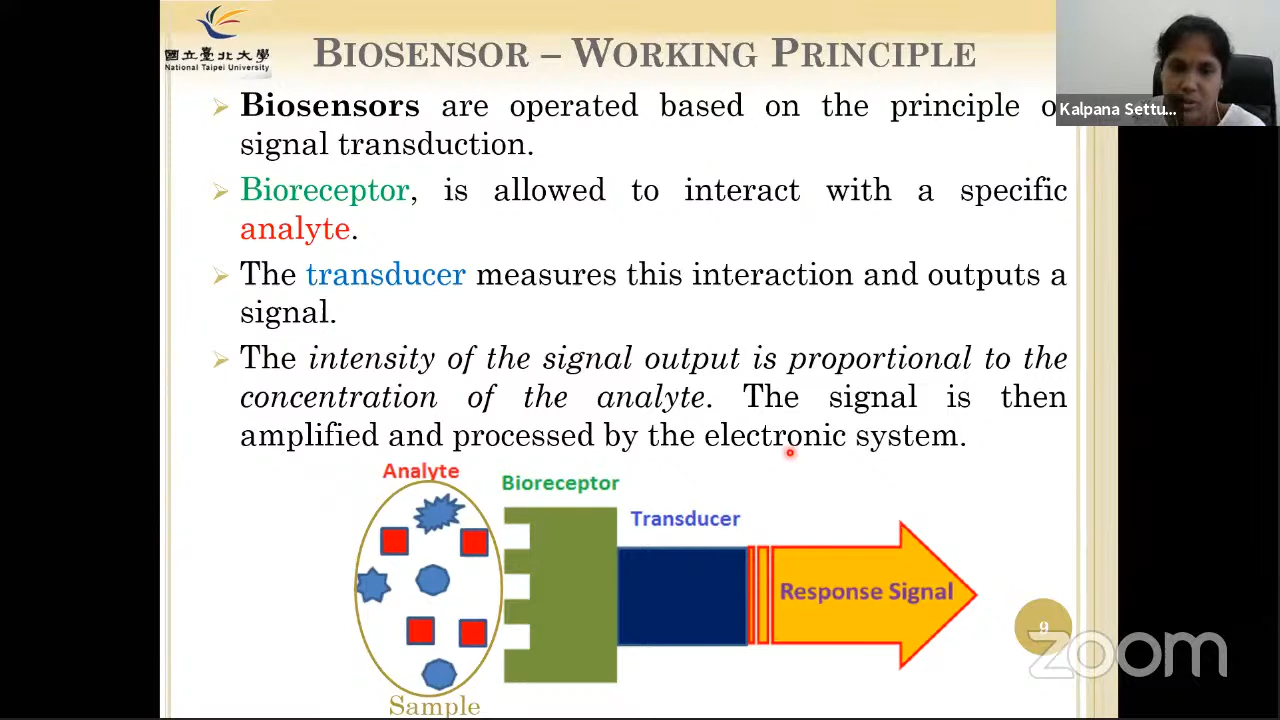 國立臺北大學
National Taipei University
BIOSENSOR – WORKING PRINCIPLE
Kalpana Settu...
➢ Biosensors are operated based on the principle o
signal transduction.
➢ Bioreceptor, is allowed to interact with a specific
analyte.
➢ The transducer measures this interaction and outputs a
signal.
➢ The intensity of the signal output is proportional to the
concentration of the analyte. The signal is then
amplified and processed by the electronic system.
Analyte
Bioreceptor
Transducer
Response Signal
Sample
9
zoom